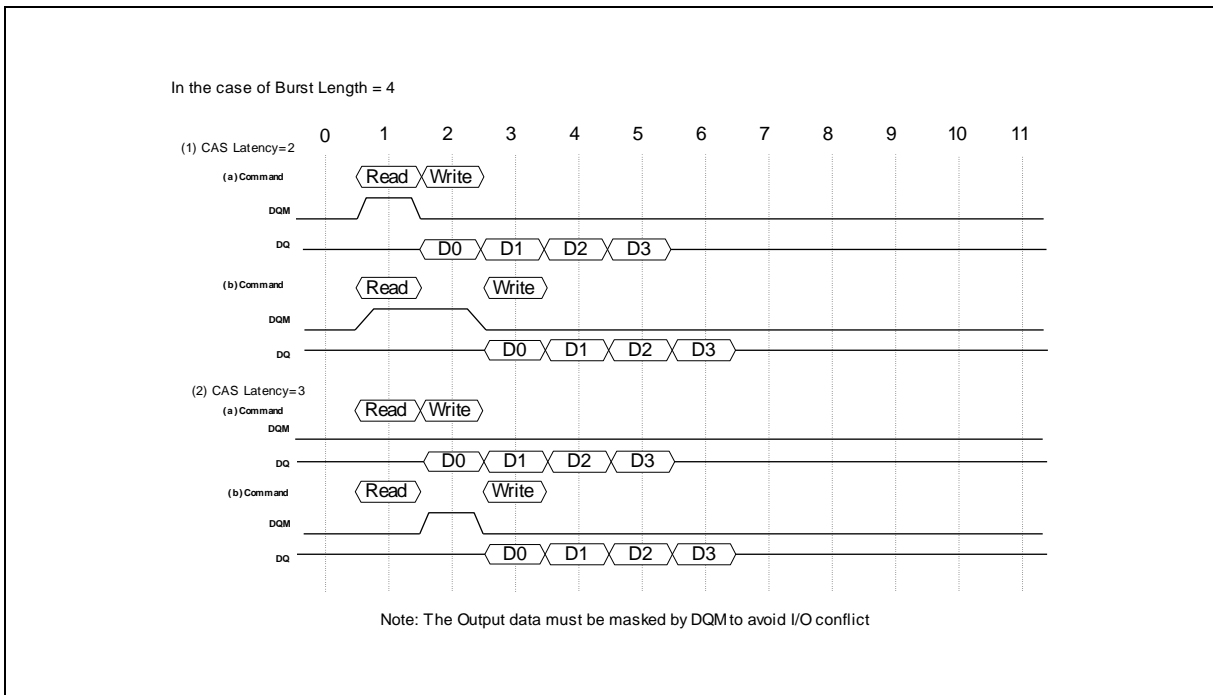 In the case of Burst Length = 4
0 1 2 3 4 5 6 7 8 9 10 11
(1) CAS Latency=2
(a)Command Read Write
DQM
DQ D0 D1 D2 D3
(b)Command Read Write
DQM
DQ D0 D1 D2 D3
(2) CAS Latency=3
(a)Command Read Write
DQM
DQ D0 D1 D2 D3
(b)Command Read Write
DQM
DQ D0 D1 D2 D3
Note: The Output data must be masked by DQM to avoid I/O conflict